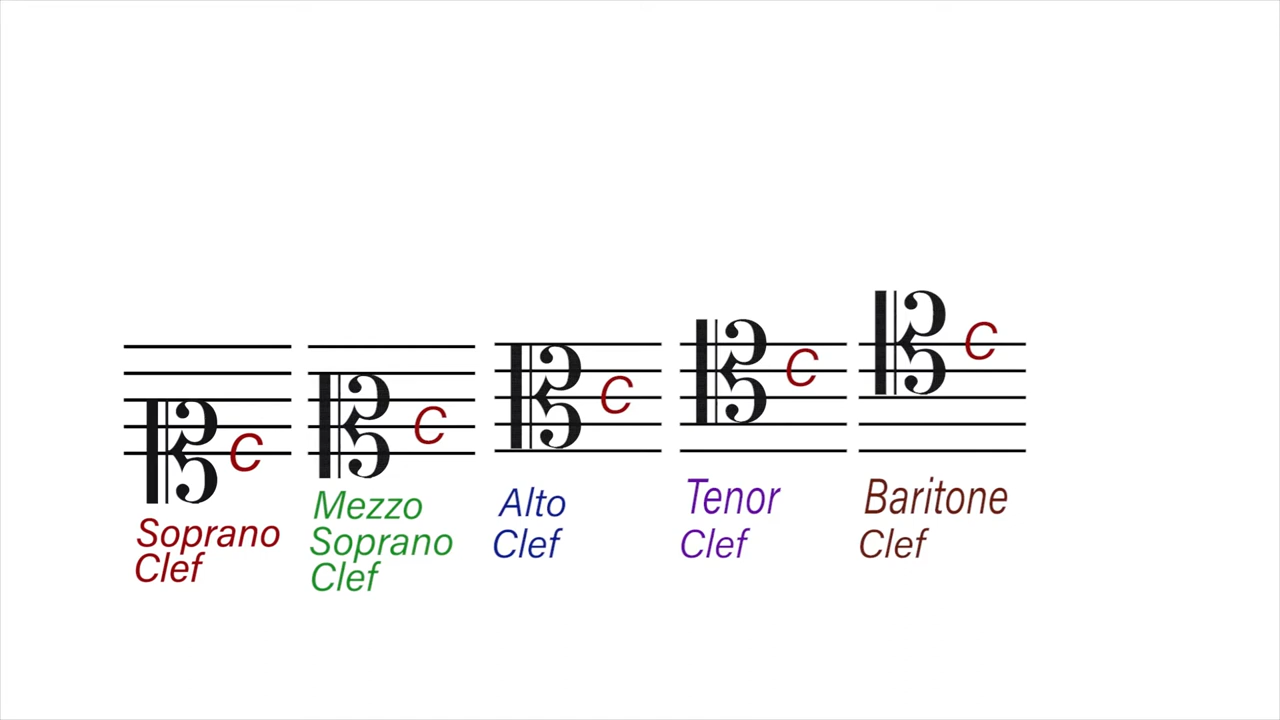 C
C
C
C
C
Soprano
Clef
Mezzo
Soprano
Clef
Alto
Clef
Tenor
Clef
Baritone
Clef